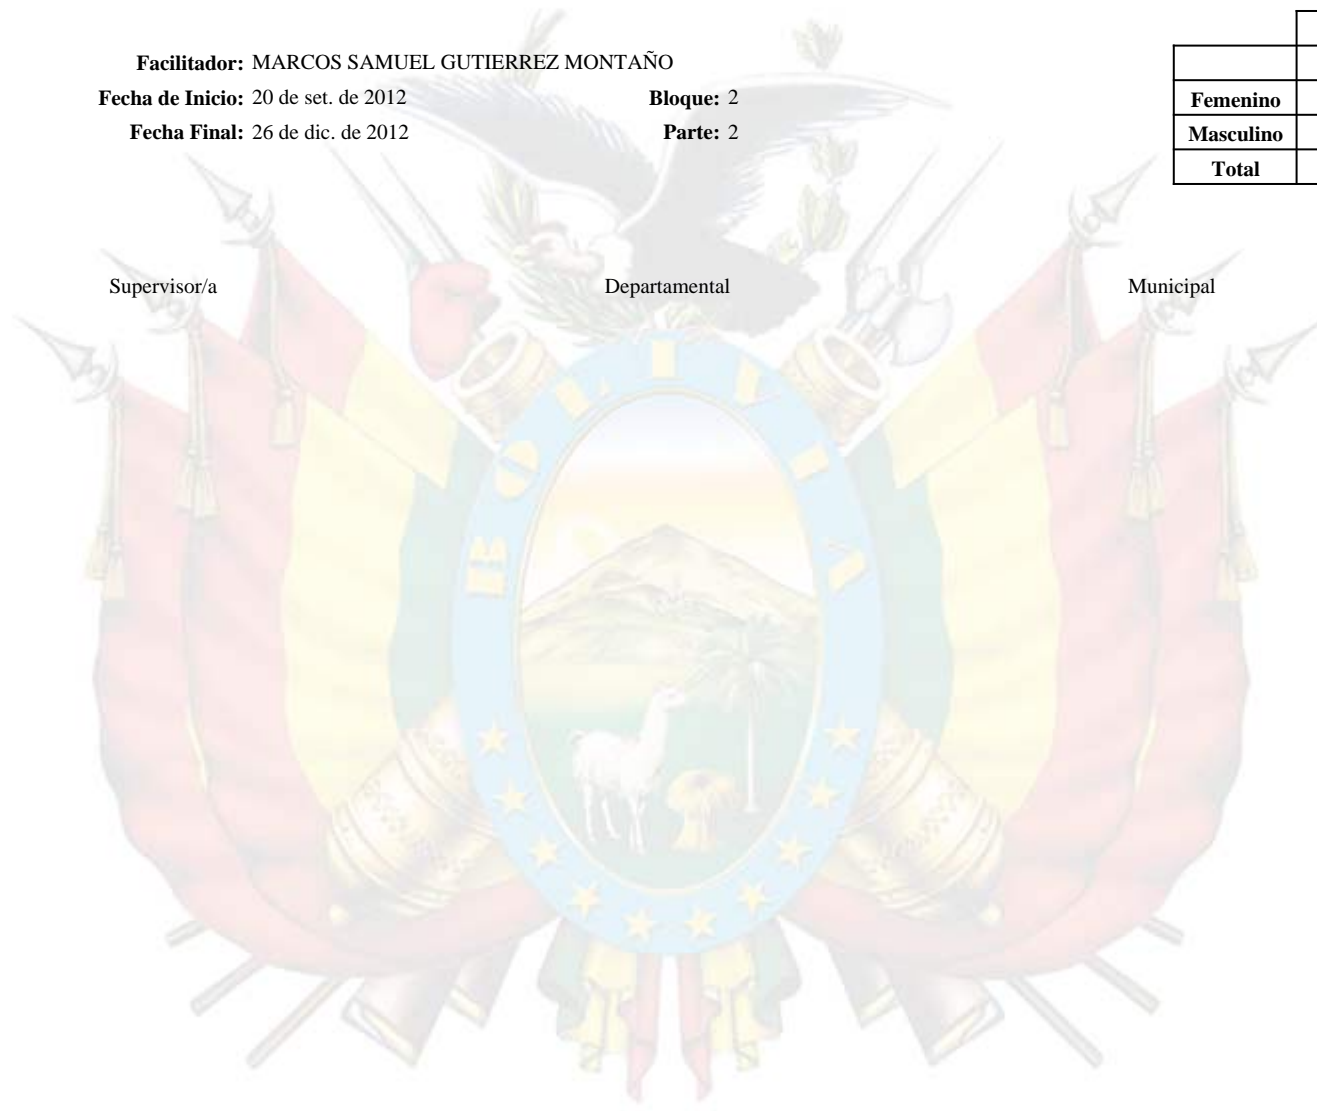 Facilitador: MARCOS SAMUEL GUTIERREZ MONTAÑO
Fecha de Inicio: 20 de set. de 2012 Bloque: 2
Fecha Final: 26 de dic. de 2012 Parte: 2
Femenino
Masculino
Total
Supervisor/a Departamental Municipal
BOLIVIA